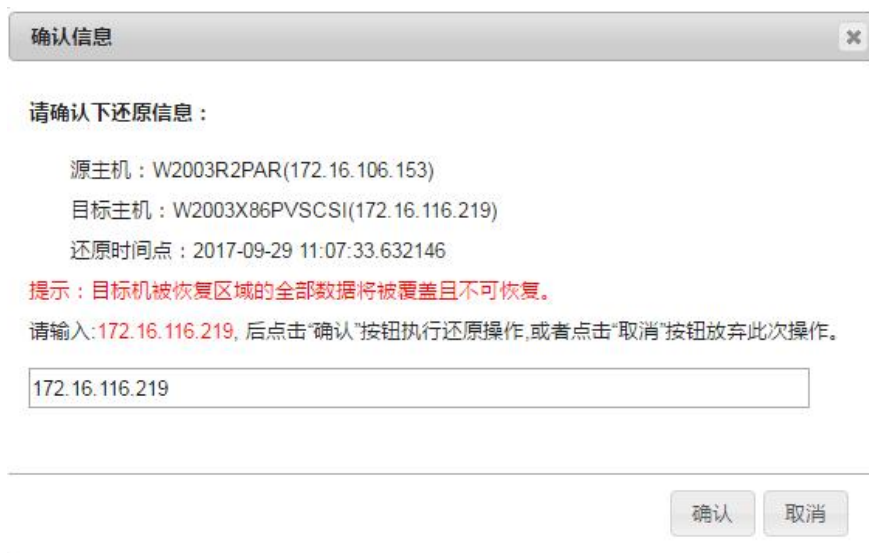 确认信息
请确认下还原信息：
源主机：W2003R2PAR(172.16.106.153)
目标主机：W2003X86PVSCSI(172.16.116.219)
还原时间点：2017-09-29 11:07:33.632146
提示：目标机被恢复区域的全部数据将被覆盖且不可恢复。
请输入:172.16.116.219, 后点击“确认”按钮执行还原操作,或者点击“取消”按钮放弃此次操作。
172.16.116.219
确认 取消